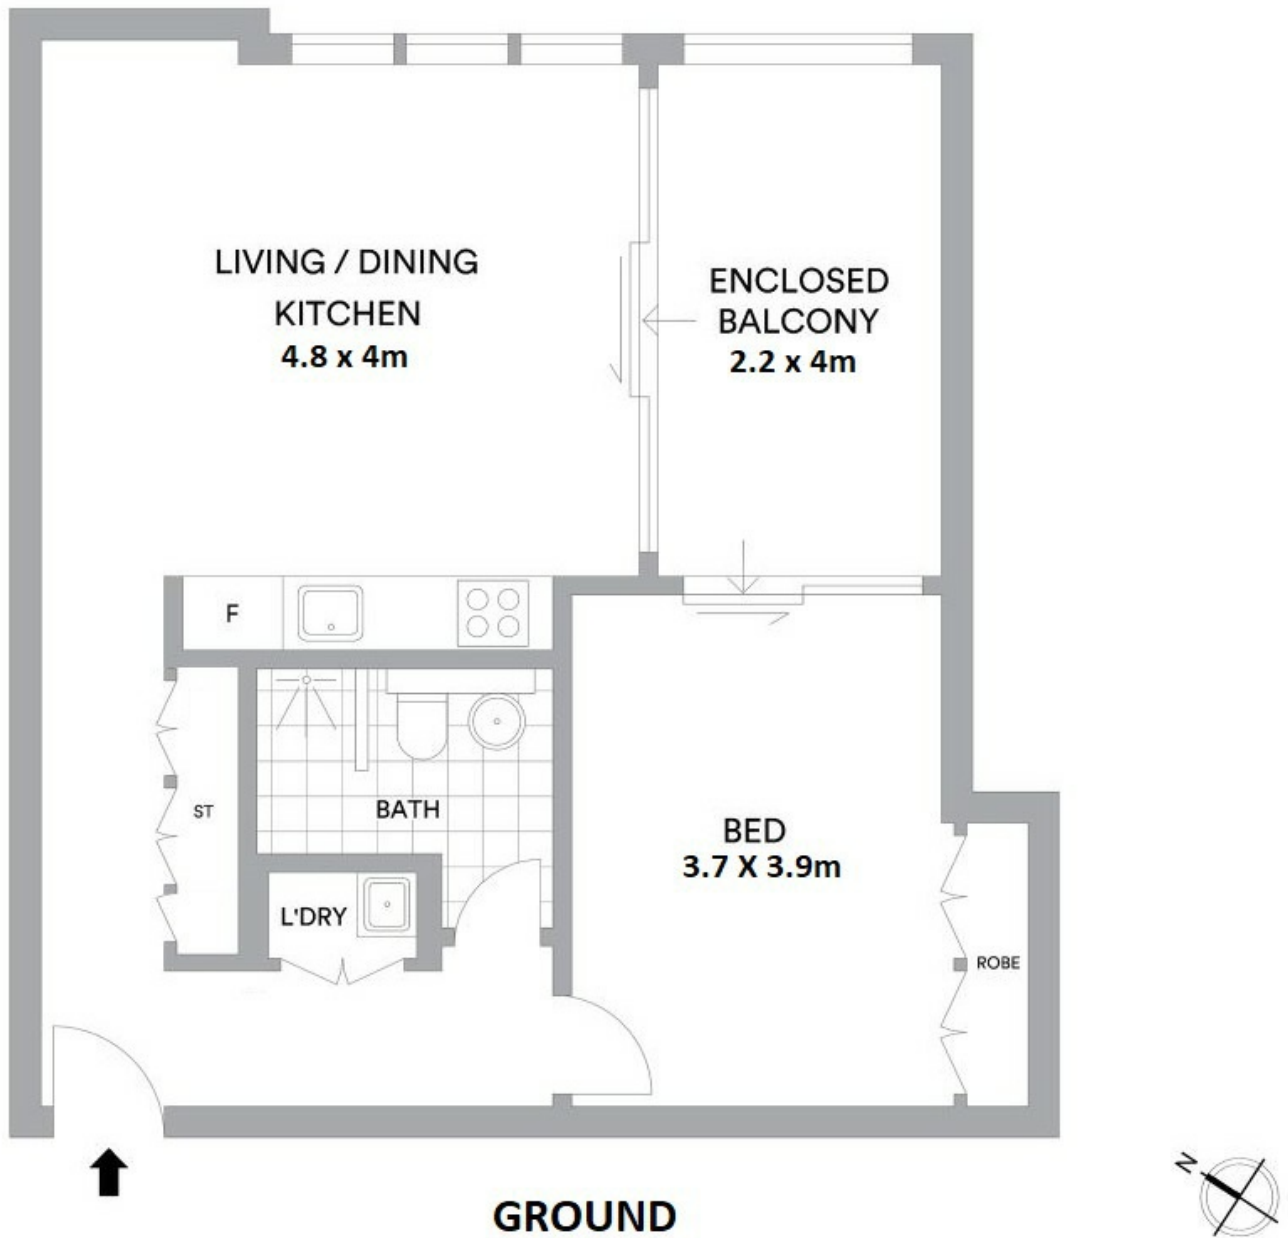 LIVING / DINING
KITCHEN
4.8 x 4m
ENCLOSED
BALCONY
2.2 x 4m
F
ST
BATH
L'DRY
BED
3.7 X 3.9m
ROBE
N
GROUND